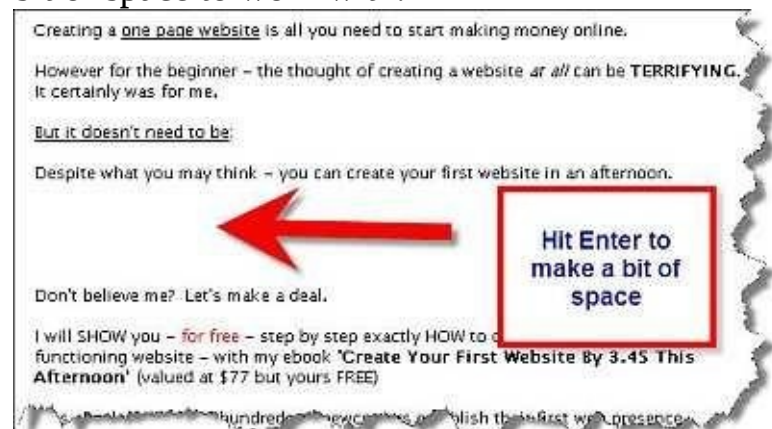 Creating a one page website is all you need to start making money online.
However for the beginner – the thought of creating a website at all can be TERRIFYING.
It certainly was for me.
But it doesn't need to be:
Despite what you may think – you can create your first website in an afternoon.
Hit Enter to
make a bit of
space
Don't believe me? Let's make a deal.
I will SHOW you – for free – step by step exactly HOW to
functioning website – with my ebook "Create Your First Website By 3.45 This
Afternoon" (valued at $77 but yours FREE)
first web presence